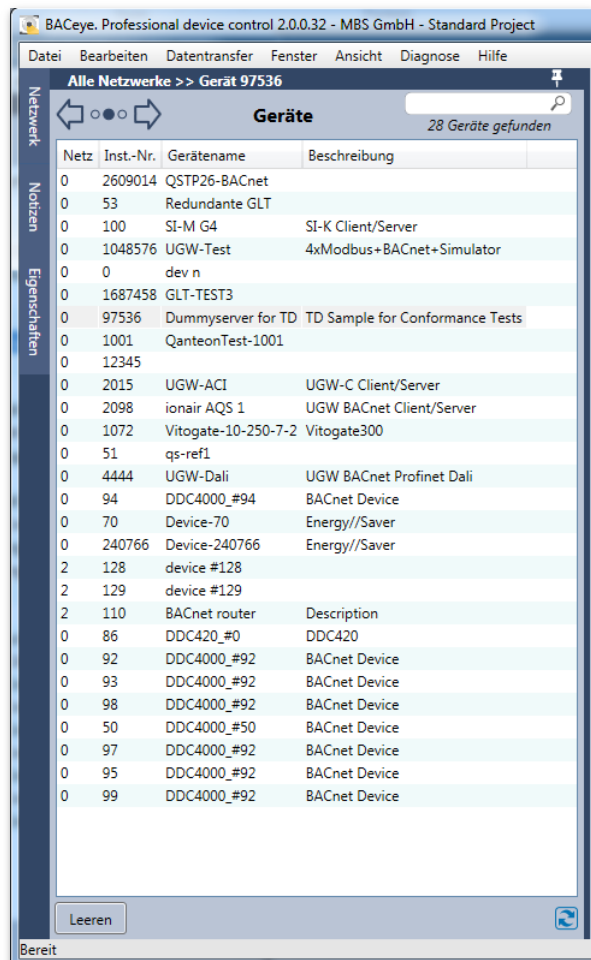 BACeye. Professional device control 2.0.0.32 - MBS GmbH - Standard Project
Datei Bearbeiten Datentransfer Fenster Ansicht Diagnose Hilfe
Alle Netzwerke >> Gerät 97536
Netzwerk
Notizen
Eigenschaften
Geräte
28 Geräte gefunden
Netz Inst.-Nr. Gerätename Beschreibung
0 2609014 QSTP26-BACnet
0 53 Redundante GLT
0 100 SI-M G4 SI-K Client/Server
0 1048576 UGW-Test 4xModbus+BACnet+Simulator
0 0 dev n
0 1687458 GLT-TEST3
0 97536 Dummyserver for TD TD Sample for Conformance Tests
0 1001 QanteonTest-1001
0 12345
0 2015 UGW-ACI UGW-C Client/Server
0 2098 ionair AQS 1 UGW BACnet Client/Server
0 1072 Vitogate-10-250-7-2 Vitogate300
0 51 qs-ref1
0 4444 UGW-Dali UGW BACnet Profinet Dali
0 94 DDC4000_#94 BACnet Device
0 70 Device-70 Energy//Saver
0 240766 Device-240766 Energy//Saver
2 128 device #128
2 129 device #129
2 110 BACnet router Description
0 86 DDC420_#0 DDC420
0 92 DDC4000_#92 BACnet Device
0 93 DDC4000_#92 BACnet Device
0 98 DDC4000_#92 BACnet Device
0 50 DDC4000_#50 BACnet Device
0 97 DDC4000_#92 BACnet Device
0 95 DDC4000_#92 BACnet Device
0 99 DDC4000_#92 BACnet Device
Leeren
Bereit